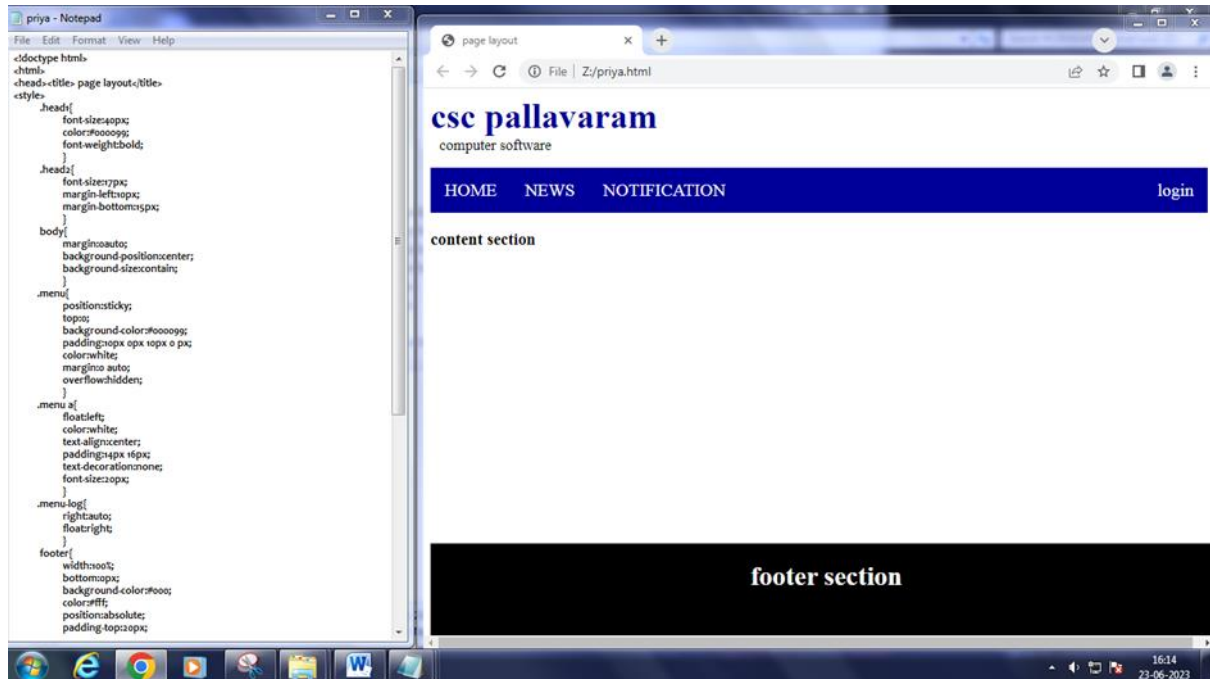 priya - Notepad
File Edit Format View Help
<!doctype html>
<html>
<head><title> page layout</title>
<style>
.head1{
font-size:40px;
color:#000099;
font-weight:bold;
}
.head2{
font-size:17px;
margin-left:10px;
margin-bottom:15px;
}
body{
margin:0auto;
background-position:center;
background-size:contain;
}
.menu{
position:sticky;
top:0;
background-color:#000099;
padding:10px 0px 10px 0 px;
color:white;
margin:0 auto;
overflow:hidden;
}
.menu a{
float:left;
color:white;
text-align:center;
padding:14px 16px;
text-decoration:none;
font-size:20px;
}
.menu-log{
right:auto;
float:right;
}
footer{
width:100%;
bottom:0px;
background-color:#000;
color:#fff;
position:absolute;
padding-top:20px;
page layout
File Z:/priya.html
csc pallavaram
computer software
HOME NEWS NOTIFICATION login
content section
footer section
16:14
23-06-2023